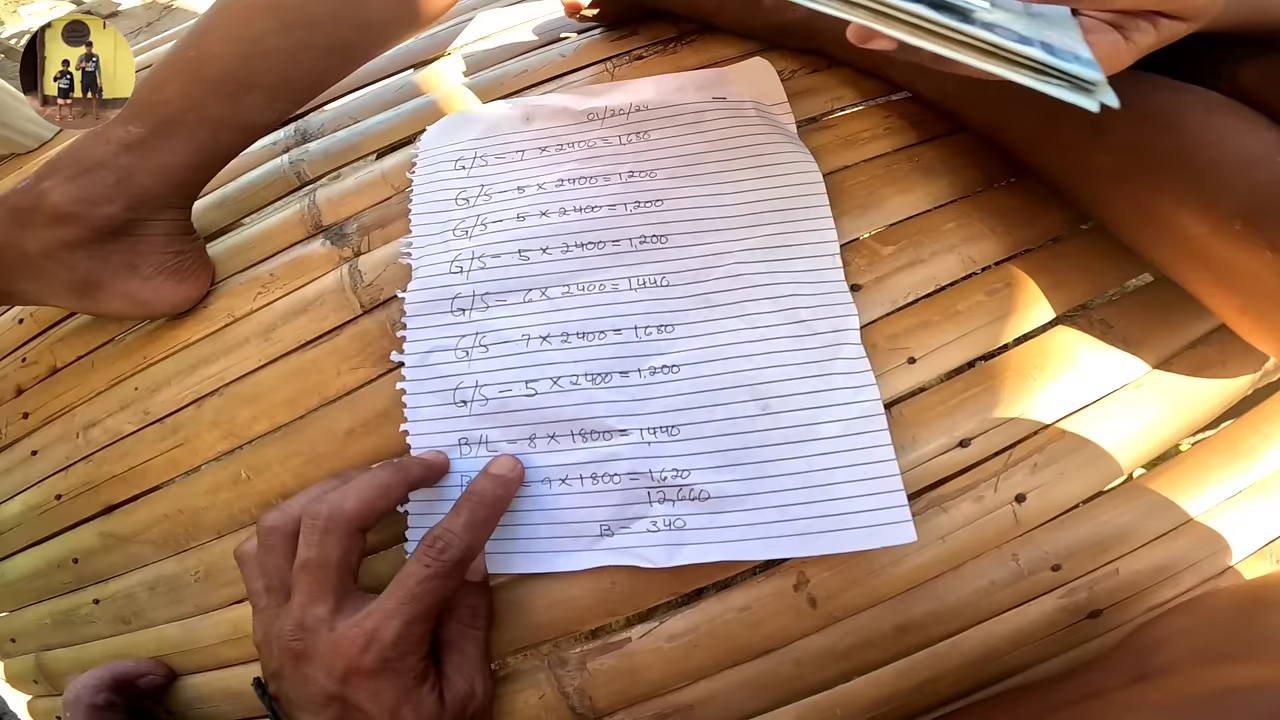 01/20/24
G/S - .7 × 2400 = 1,680
G/S - .5 × 2400 = 1,200
G/S - .5 × 2400 = 1,200
G/S - .5 × 2400 = 1,200
G/S - .6 × 2400 = 1,440
G/S - .7 × 2400 = 1,680
G/S - .5 × 2400 = 1,200
B/L - .8 × 1800 = 1,440
- .9 × 1800 = 1,620
12,660
B = 340